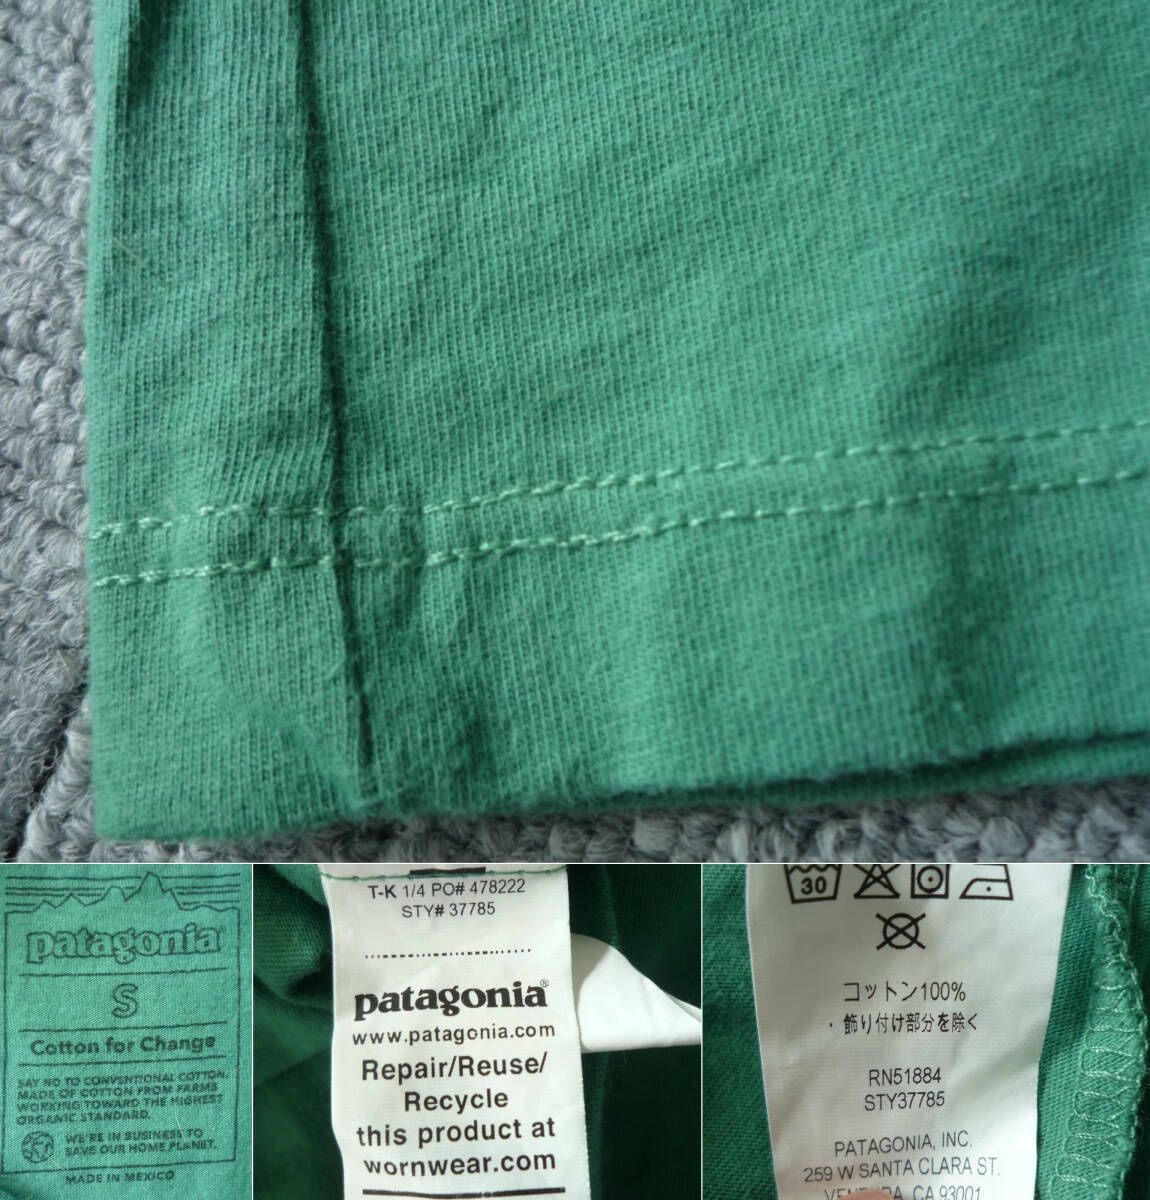 patagonia
S
Cotton for Change
SAY NO TO CONVENTIONAL COTTON.
MADE OF COTTON FROM FARMS
WORKING TOWARD THE HIGHEST
ORGANIC STANDARD.
WE'RE IN BUSINESS TO
SAVE OUR HOME PLANET.
MADE IN MEXICO
T-K 1/4 PO# 478222
STY# 37785
patagonia®
www.patagonia.com
Repair/Reuse/
Recycle
this product at
wornwear.com
30
コットン100%
・飾り付け部分を除く
RN51884
STY37785
PATAGONIA, INC.
259 W SANTA CLARA ST.
VENTURA, CA 93001